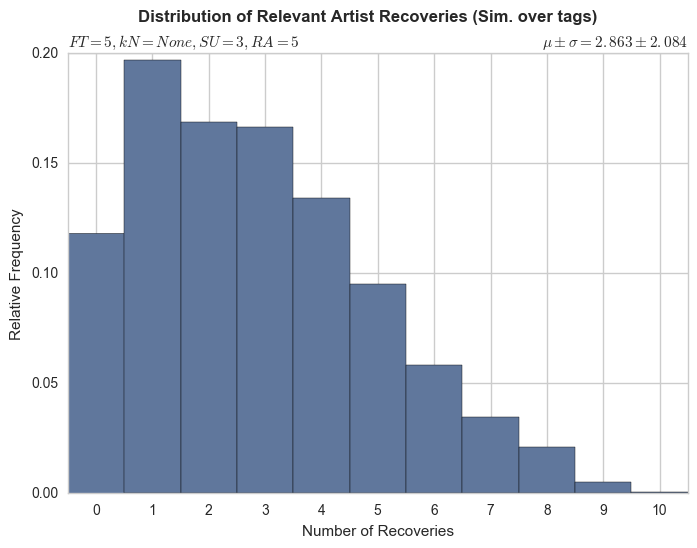 Distribution of Relevant Artist Recoveries (Sim. over tags)
FT = 5, kN = None, SU = 3, RA = 5
μ ± σ = 2.863 ± 2.084
0.20
0.15
0.10
0.05
0.00
Relative Frequency
0 1 2 3 4 5 6 7 8 9 10
Number of Recoveries